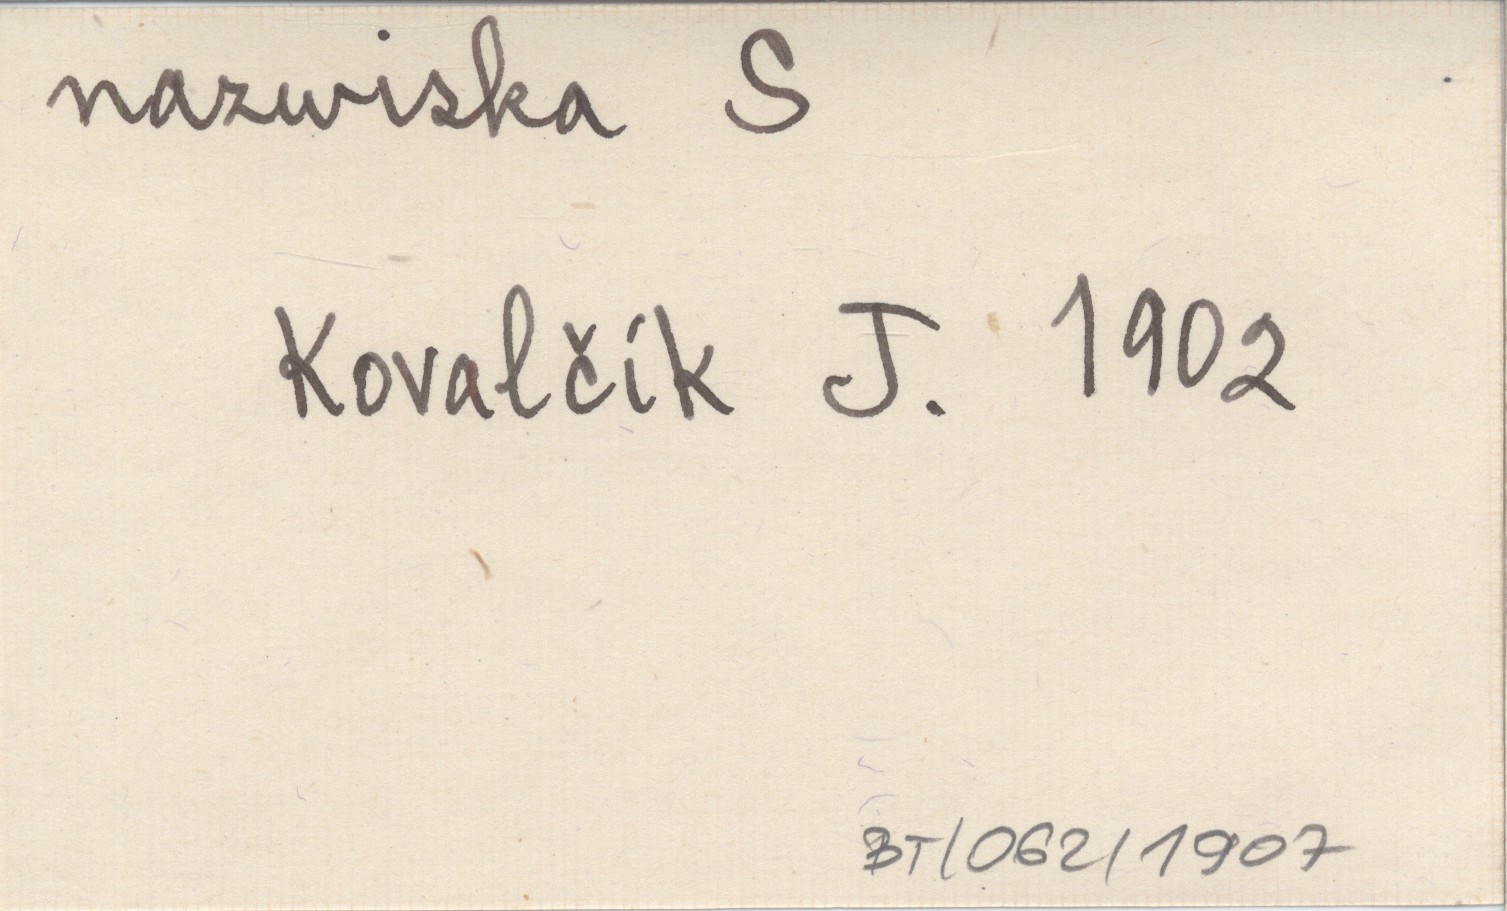 nazwiska S
Kovalčík J. 1902
BT/062/1907